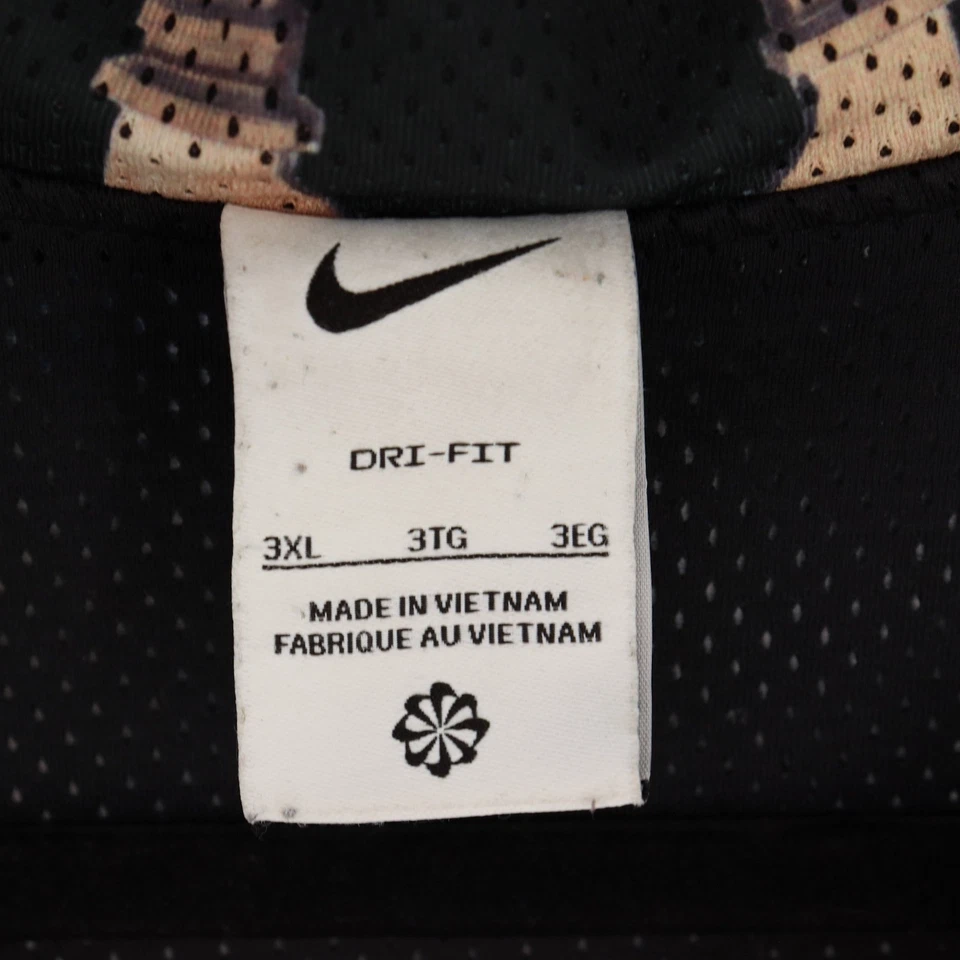 DRI-FIT
3XL 3TG 3EG
MADE IN VIETNAM
FABRIQUE AU VIETNAM